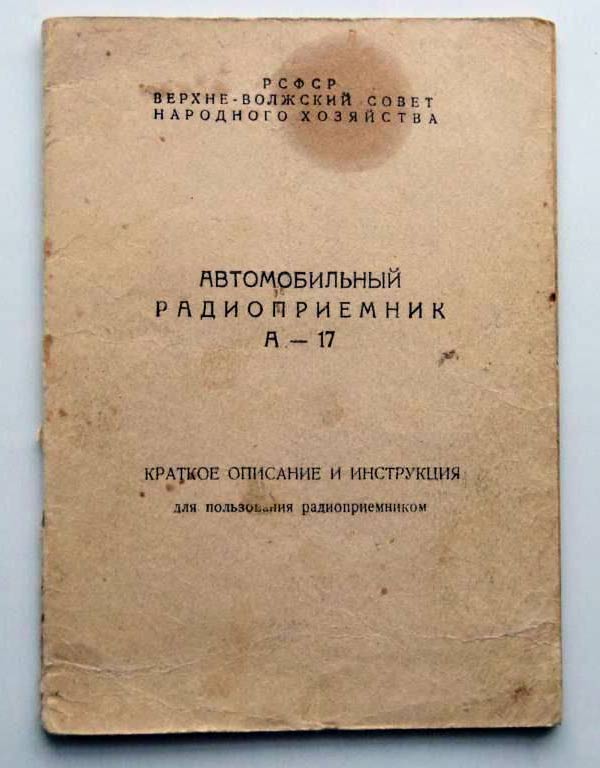 РСФСР
ВЕРХНЕ-ВОЛЖСКИЙ СОВЕТ
НАРОДНОГО ХОЗЯЙСТВА
АВТОМОБИЛЬНЫЙ
РАДИОПРИЕМНИК
А — 17
КРАТКОЕ ОПИСАНИЕ И ИНСТРУКЦИЯ
для пользования радиоприемником